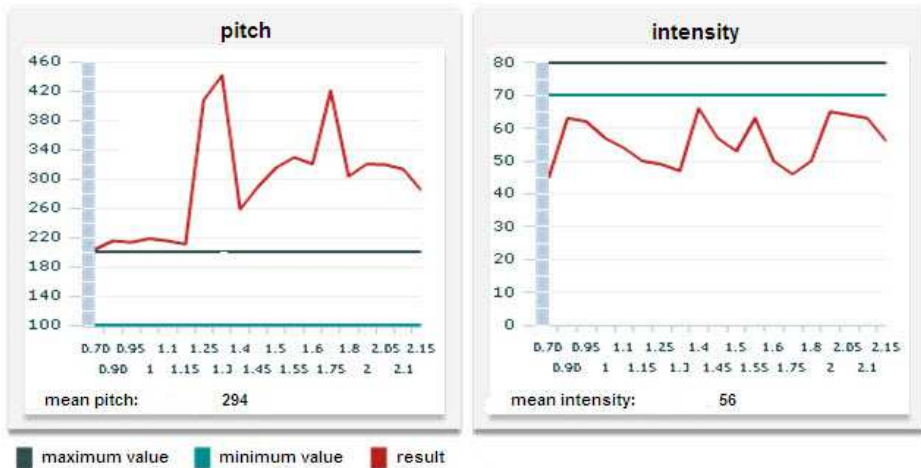 pitch
460
420
380
340
300
260
220
180
140
100
0.70 0.95 1.1 1.25 1.4 1.5 1.6 1.8 2.05 2.15
0.90 1 1.15 1.3 1.45 1.55 1.75 2 2.1
mean pitch: 294
intensity
80
70
60
50
40
30
20
10
0
0.70 0.95 1.1 1.25 1.4 1.5 1.6 1.8 2.05 2.15
0.90 1 1.15 1.3 1.45 1.55 1.75 2 2.1
mean intensity: 56
maximum value minimum value result